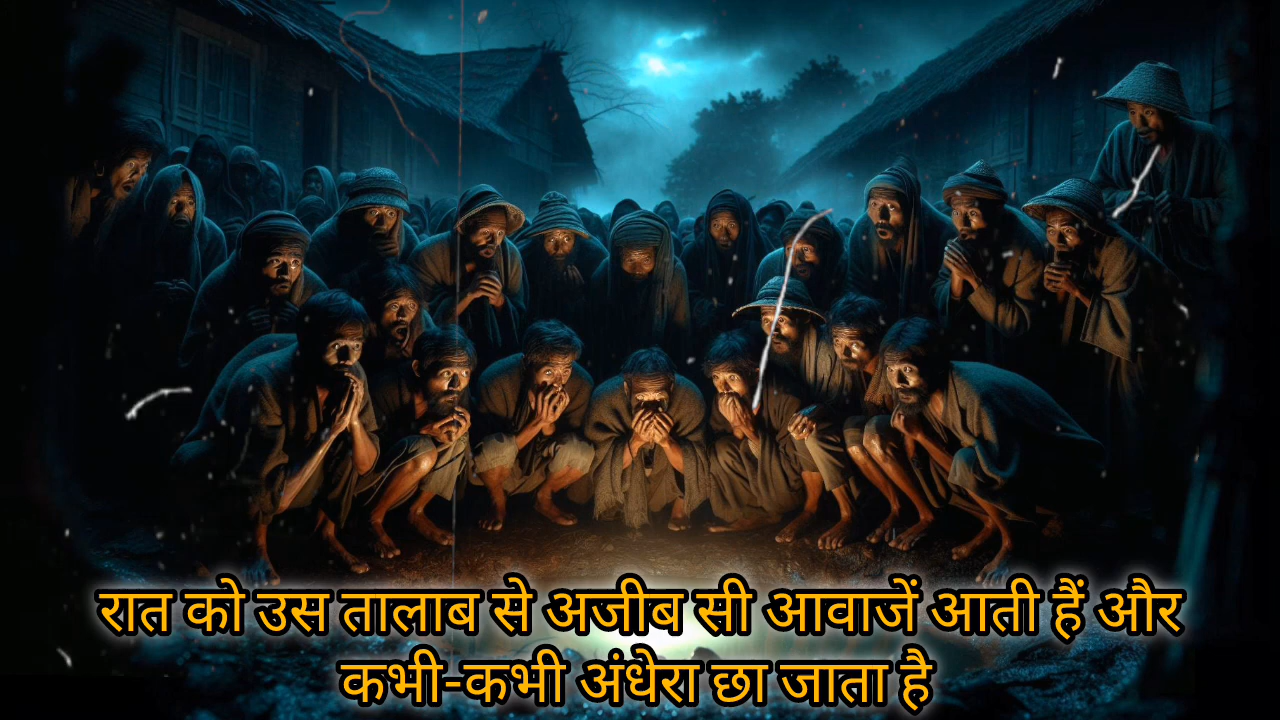 रात को उस तालाब से अजीब सी आवाजें आती हैं और
कभी-कभी अंधेरा छा जाता है